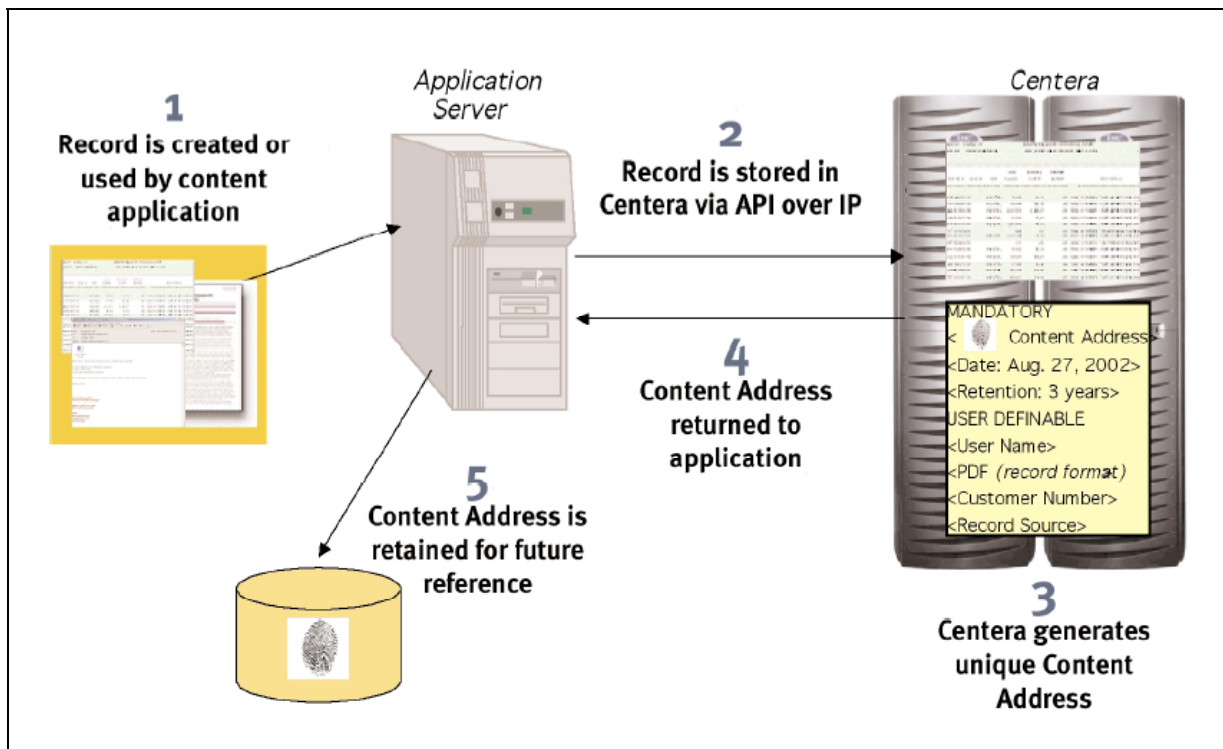 Application
Server
Centera
1
Record is created or
used by content
application
2
Record is stored in
Centera via API over IP
MANDATORY
< Content Address>
<Date: Aug. 27, 2002>
<Retention: 3 years>
USER DEFINABLE
<User Name>
<PDF (record format)>
<Customer Number>
<Record Source>
4
Content Address
returned to
application
5
Content Address is
retained for future
reference
3
Centera generates
unique Content
Address